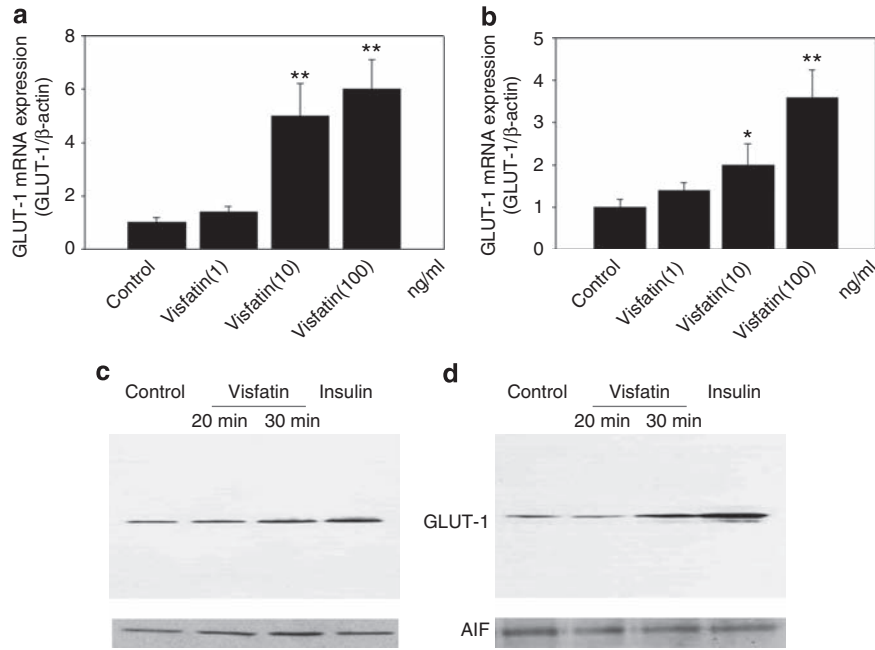 a
GLUT-1 mRNA expression
(GLUT-1/β-actin)
8
6
4
2
0
**
**
Control
Visfatin(1)
Visfatin(10)
Visfatin(100)
ng/ml
b
GLUT-1 mRNA expression
(GLUT-1/β-actin)
5
4
3
2
1
0
*
**
Control
Visfatin(1)
Visfatin(10)
Visfatin(100)
ng/ml
c
Control Visfatin Insulin
20 min 30 min
d
Control Visfatin Insulin
20 min 30 min
GLUT-1
AIF